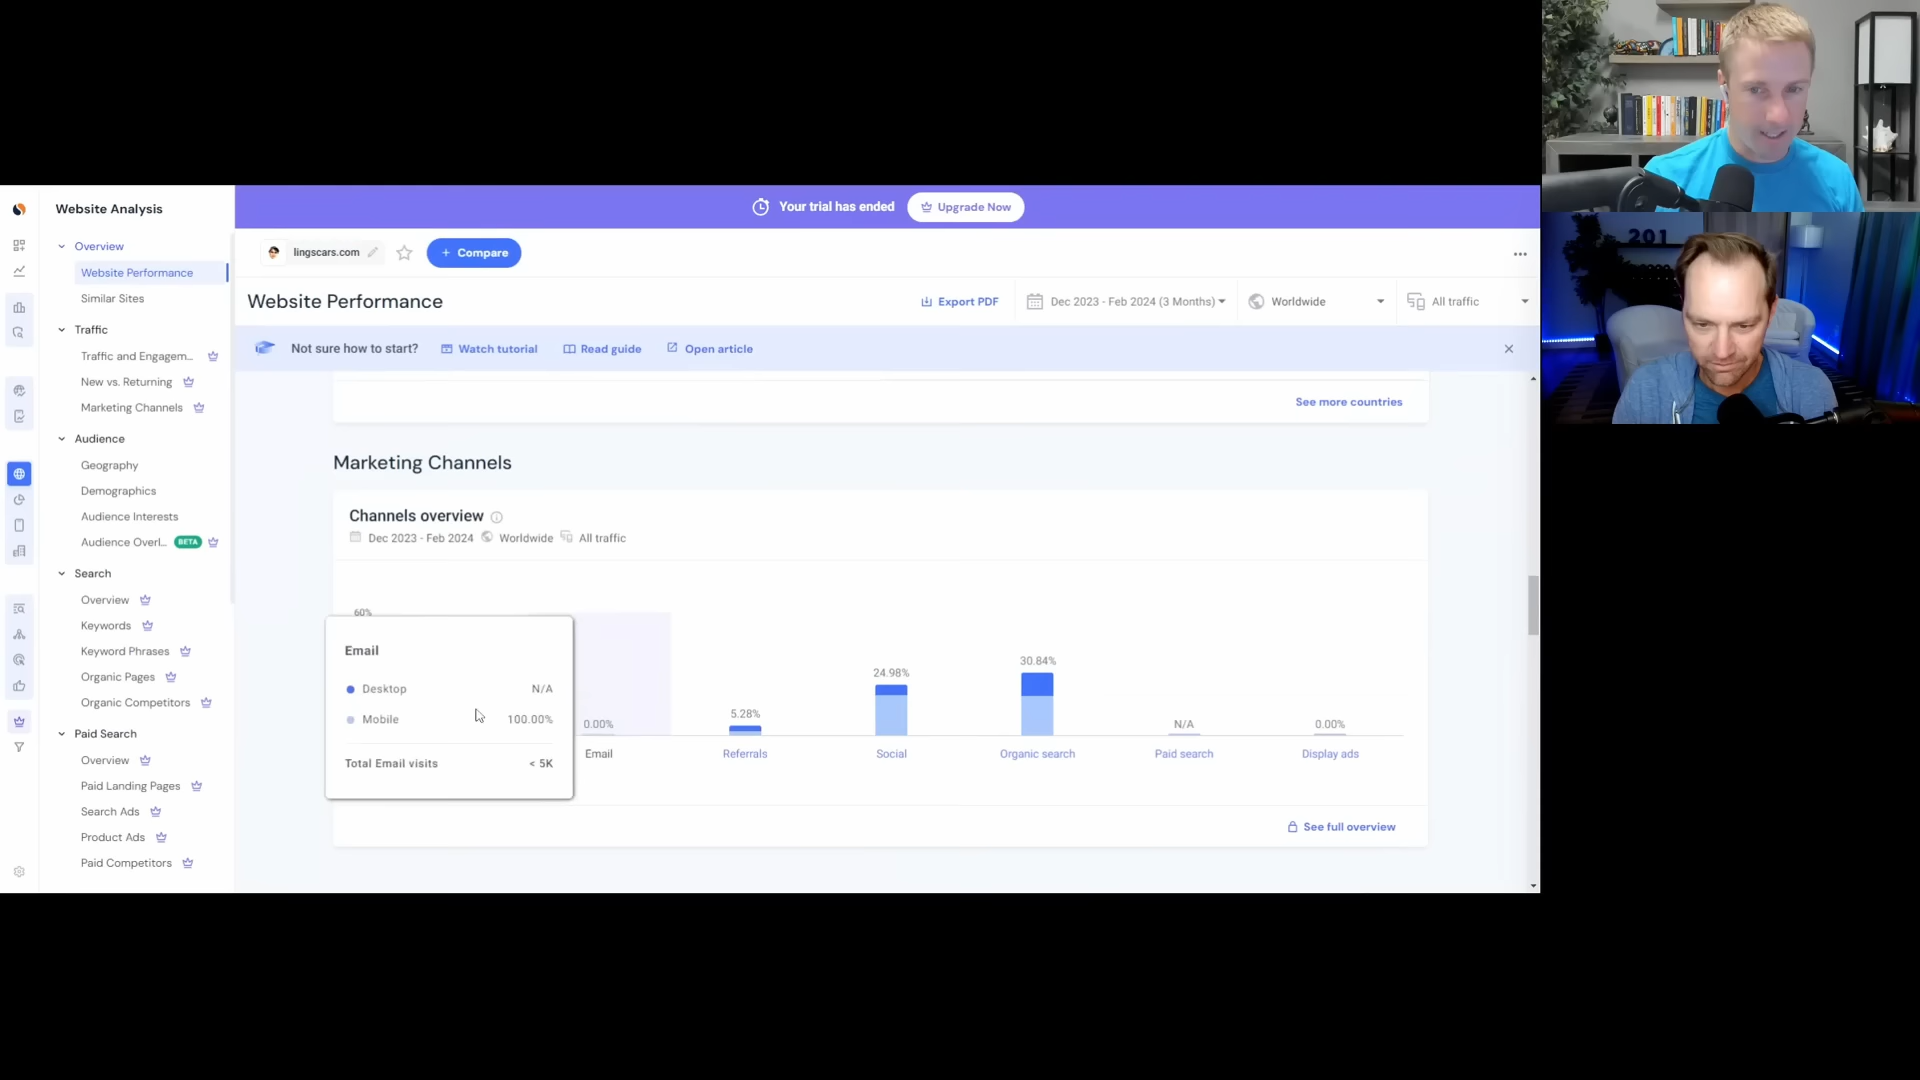 201
Website Analysis
Overview
Website Performance
Similar Sites
Traffic
Traffic and Engagem...
New vs. Returning
Marketing Channels
Audience
Geography
Demographics
Audience Interests
Audience Overl... BETA
Search
Overview
Keywords
Keyword Phrases
Organic Pages
Organic Competitors
Paid Search
Overview
Paid Landing Pages
Search Ads
Product Ads
Paid Competitors
Your trial has ended Upgrade Now
lingscars.com + Compare
Website Performance Export PDF Dec 2023 - Feb 2024 (3 Months) Worldwide All traffic
Not sure how to start? Watch tutorial Read guide Open article
See more countries
Marketing Channels
Channels overview
Dec 2023 - Feb 2024 Worldwide All traffic
60%
Email
Desktop N/A
Mobile 100.00%
Total Email visits < 5K
0.00% 5.28% 24.98% 30.84% N/A 0.00%
Email Referrals Social Organic search Paid search Display ads
See full overview